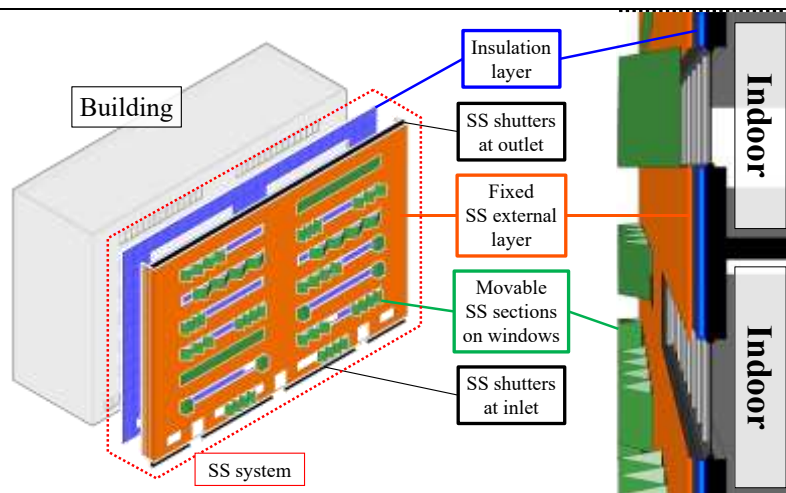 Building
Insulation
layer
SS shutters
at outlet
Fixed
SS external
layer
Movable
SS sections
on windows
SS shutters
at inlet
SS system
Indoor
Indoor